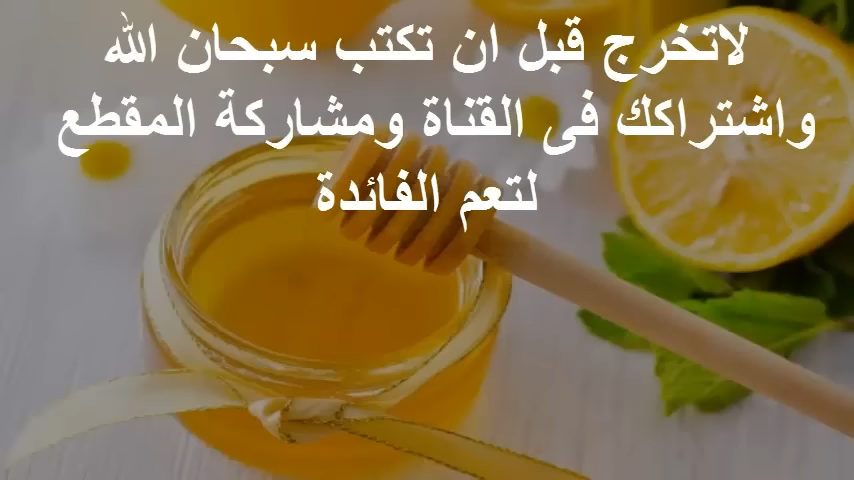 لاتخرج قبل ان تكتب سبحان الله
واشتراكك فى القناة ومشاركة المقطع
لتعم الفائدة